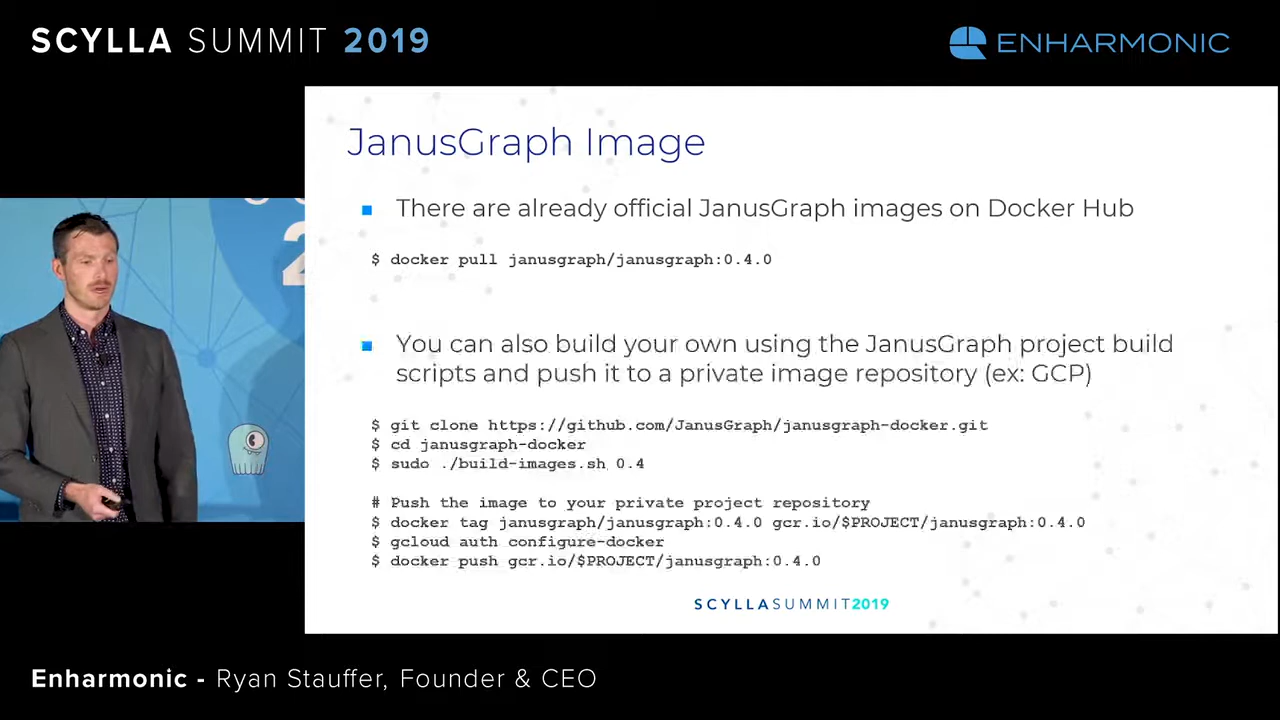 SCYLLA SUMMIT 2019
ENHARMONIC
JanusGraph Image
There are already official JanusGraph images on Docker Hub
$ docker pull janusgraph/janusgraph:0.4.0
You can also build your own using the JanusGraph project build
scripts and push it to a private image repository (ex: GCP)
$ git clone https://github.com/JanusGraph/janusgraph-docker.git
$ cd janusgraph-docker
$ sudo ./build-images.sh 0.4
# Push the image to your private project repository
$ docker tag janusgraph/janusgraph:0.4.0 gcr.io/$PROJECT/janusgraph:0.4.0
$ gcloud auth configure-docker
$ docker push gcr.io/$PROJECT/janusgraph:0.4.0
SCYLLASUMMIT2019
Enharmonic - Ryan Stauffer, Founder & CEO